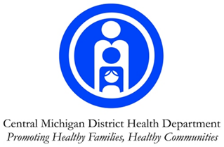 Central Michigan District Health Department
Promoting Healthy Families, Healthy Communities